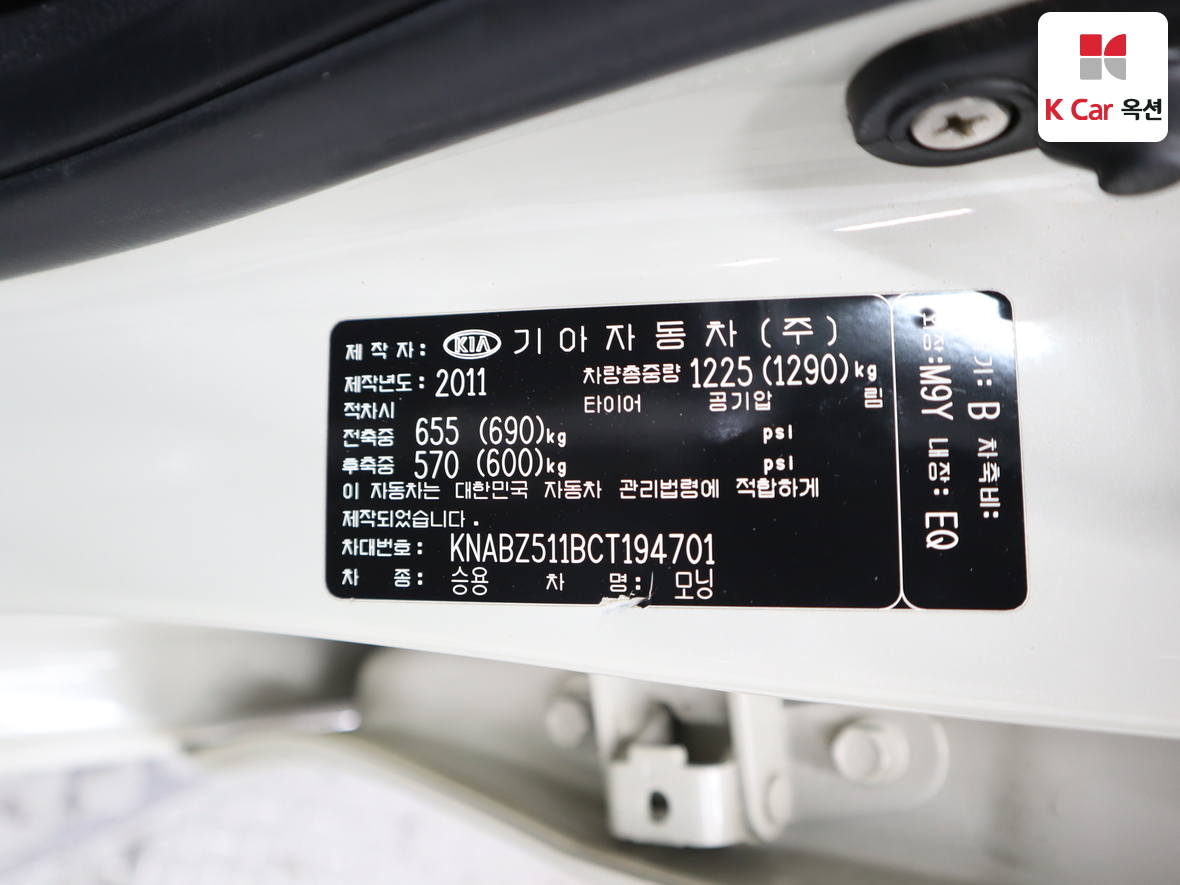 K Car 옥션
제 작 자: KIA 기 아 자 동 차 (주)
제작년도: 2011 차량총중량 1225 (1290) kg
적차시 타이어 공기압 림
전축중 655 (690) kg psi
후축중 570 (600) kg psi
이 자동차는 대한민국 자동차 관리법령에 적합하게
제작되었습니다.
차대번호: KNABZ511BCT194701
차 종: 승용 차 명: 모닝
기: B 차축비:
장: M9Y 내장: EQ